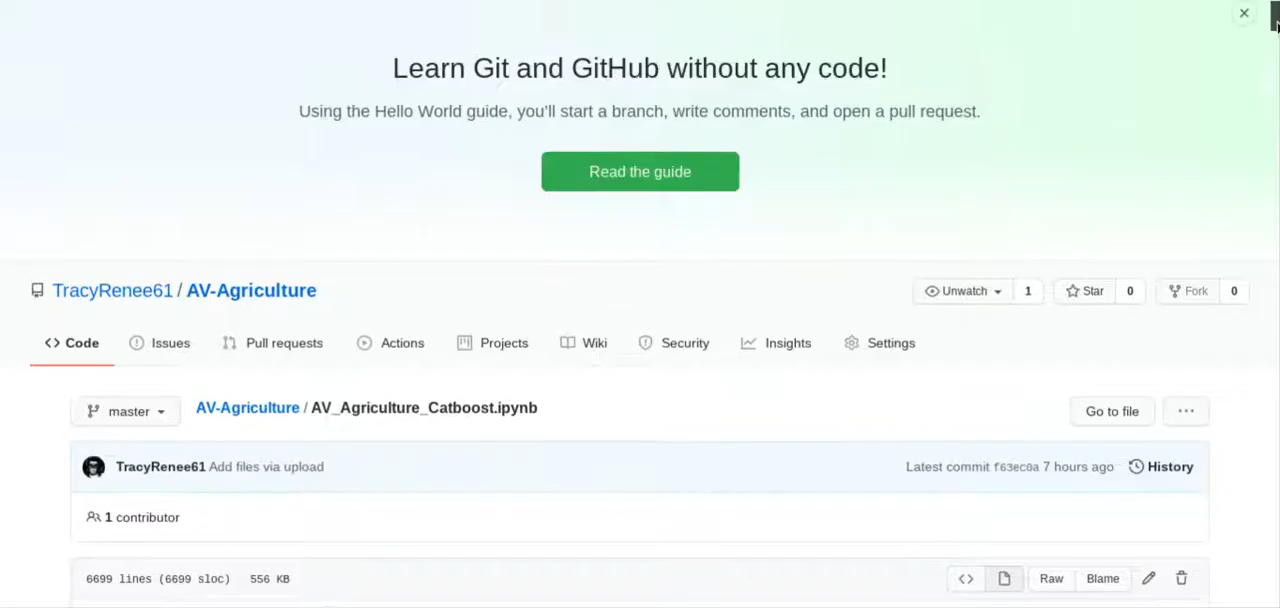 Learn Git and GitHub without any code!
Using the Hello World guide, you'll start a branch, write comments, and open a pull request.
Read the guide
TracyRenee61 / AV-Agriculture
Unwatch 1 Star 0 Fork 0
Code Issues Pull requests Actions Projects Wiki Security Insights Settings
master AV-Agriculture / AV_Agriculture_Catboost.ipynb Go to file ...
TracyRenee61 Add files via upload Latest commit f63ec0a 7 hours ago History
1 contributor
6699 lines (6699 sloc) 556 KB <> Raw Blame